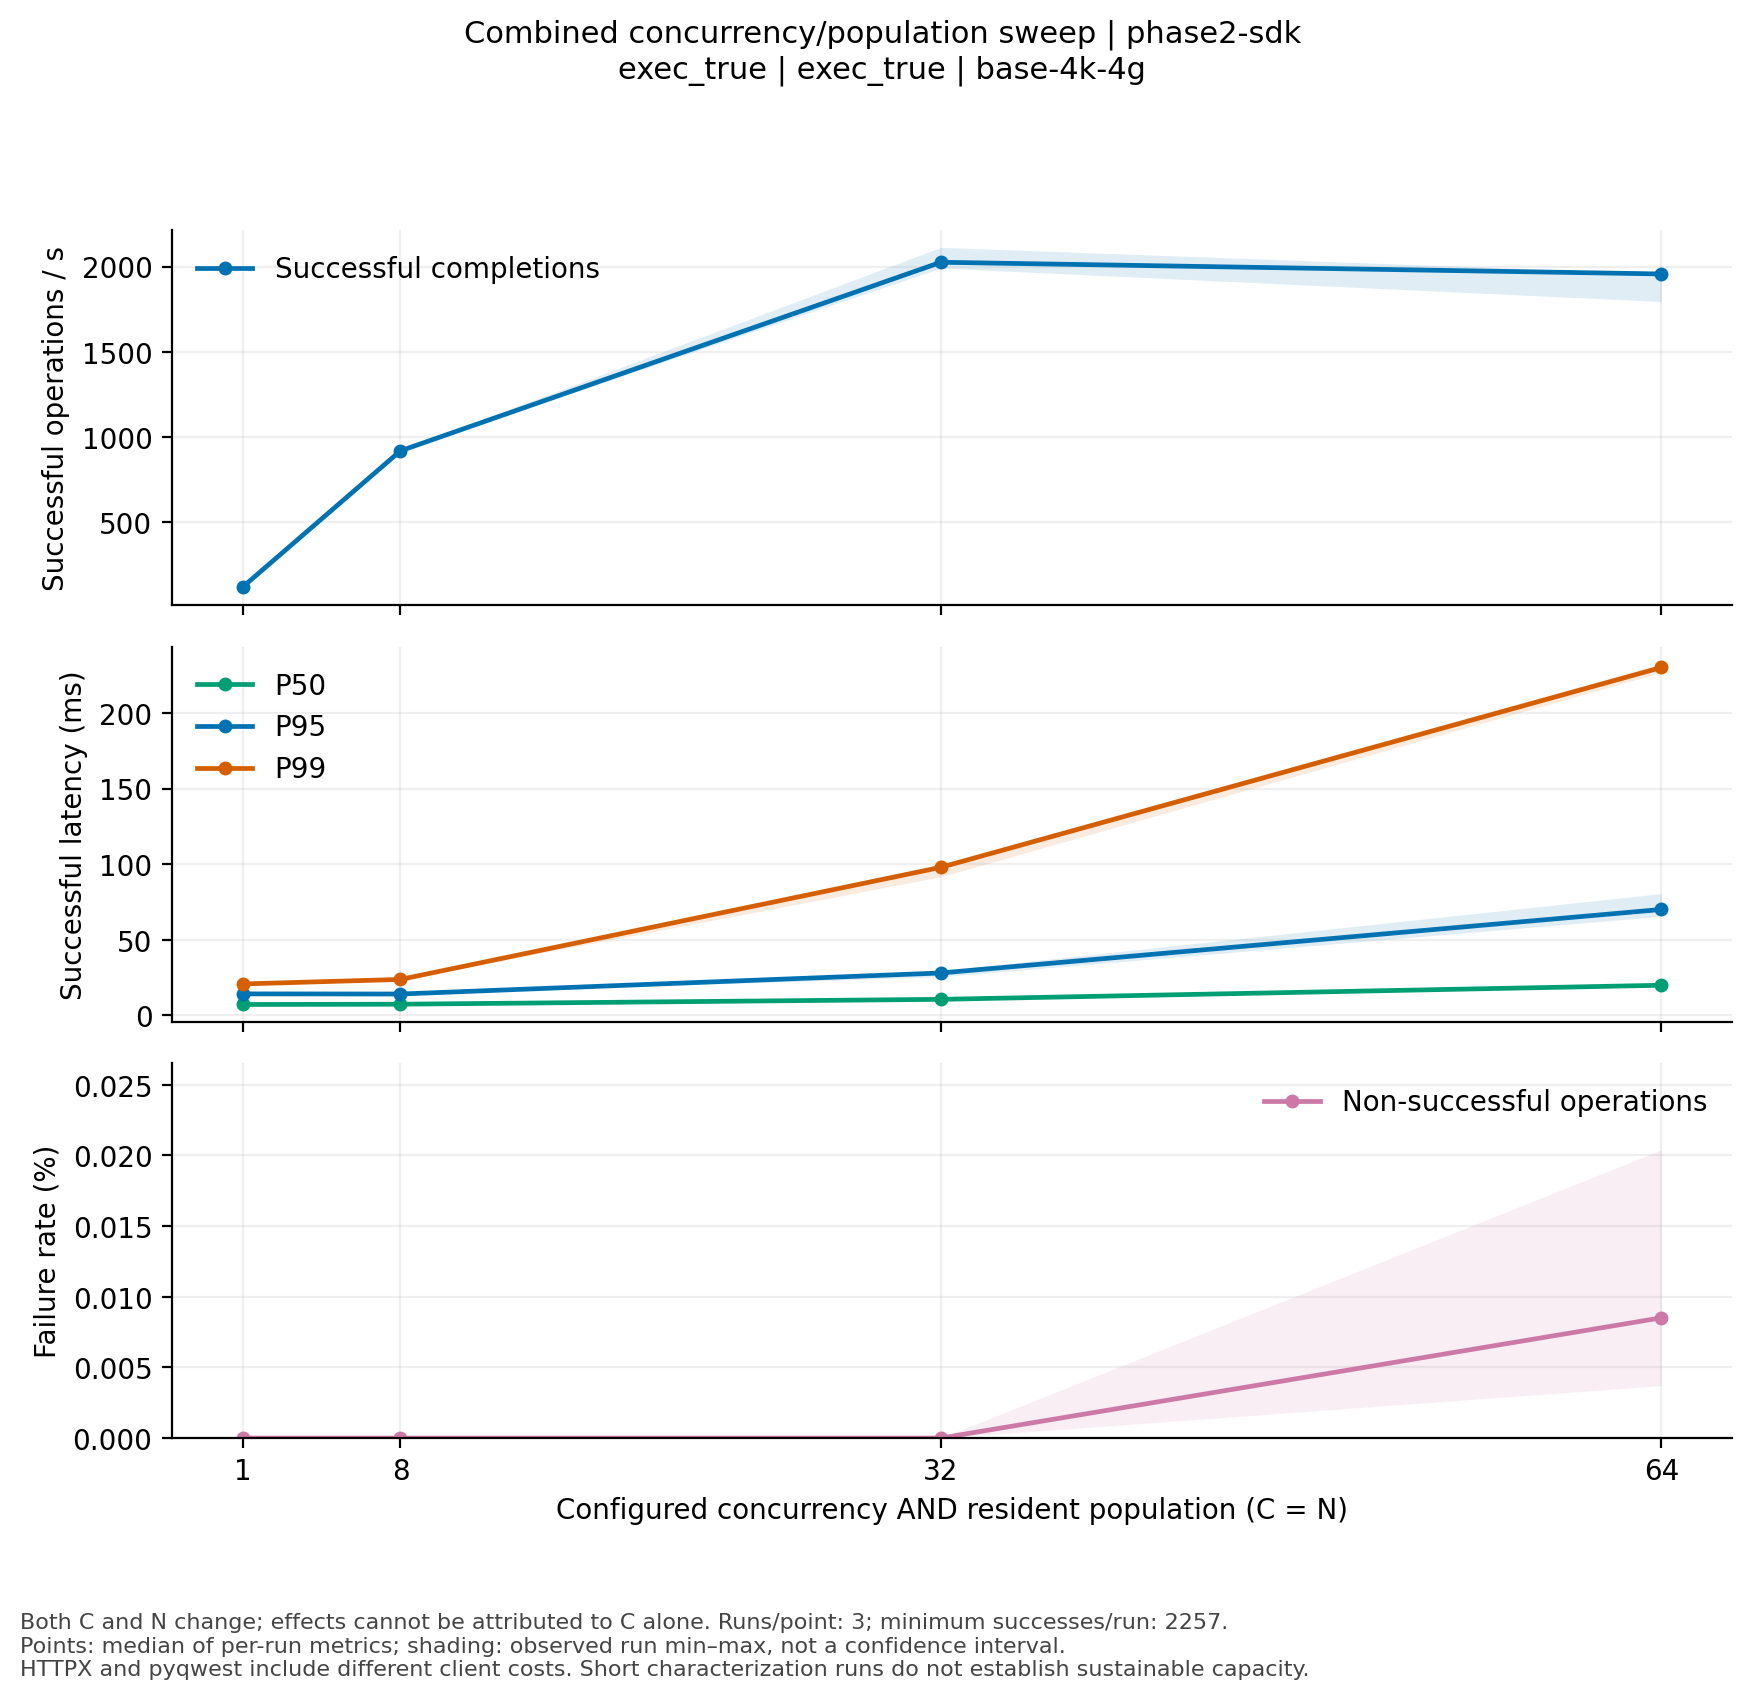 Combined concurrency/population sweep | phase2-sdk
exec_true | exec_true | base-4k-4g
Successful operations / s
2000
1500
1000
500
Successful completions
Successful latency (ms)
200
150
100
50
0
P50
P95
P99
Failure rate (%)
0.025
0.020
0.015
0.010
0.005
0.000
Non-successful operations
1
8
32
64
Configured concurrency AND resident population (C = N)
Both C and N change; effects cannot be attributed to C alone. Runs/point: 3; minimum successes/run: 2257.
Points: median of per-run metrics; shading: observed run min–max, not a confidence interval.
HTTPX and pyqwest include different client costs. Short characterization runs do not establish sustainable capacity.